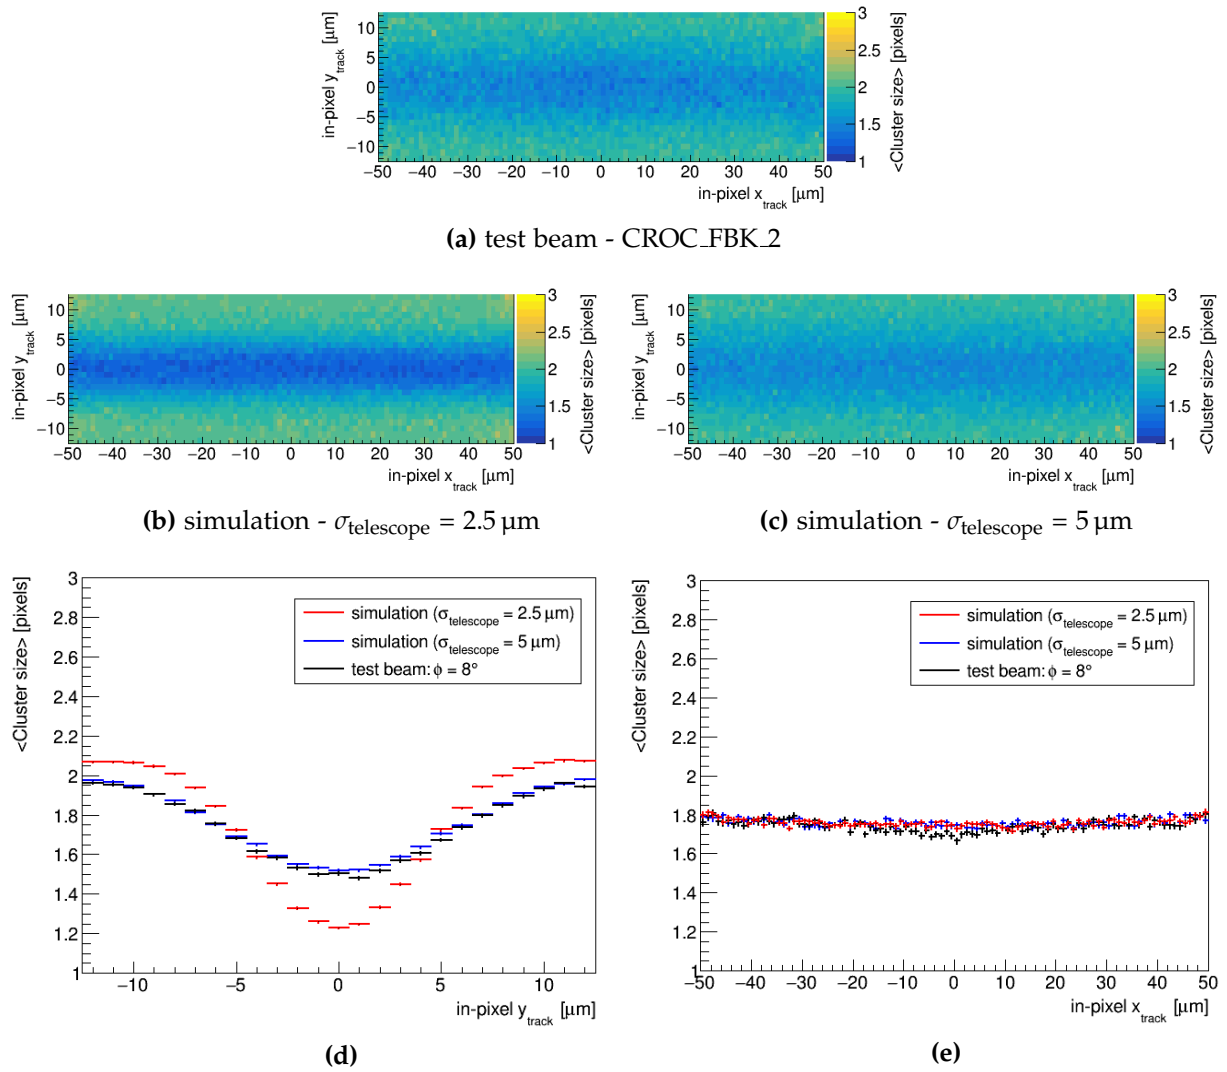 in-pixel y_track [µm]
10
5
0
−5
−10
−50 −40 −30 −20 −10 0 10 20 30 40 50
in-pixel x_track [µm]
3
2.5
2
1.5
1
<Cluster size> [pixels]
(a) test beam - CROC_FBK_2
in-pixel y_track [µm]
10
5
0
−5
−10
−50 −40 −30 −20 −10 0 10 20 30 40 50
in-pixel x_track [µm]
3
2.5
2
1.5
1
<Cluster size> [pixels]
(b) simulation - σ_telescope = 2.5 µm
in-pixel y_track [µm]
10
5
0
−5
−10
−50 −40 −30 −20 −10 0 10 20 30 40 50
in-pixel x_track [µm]
3
2.5
2
1.5
1
<Cluster size> [pixels]
(c) simulation - σ_telescope = 5 µm
<Cluster size> [pixels]
3
2.8
2.6
2.4
2.2
2
1.8
1.6
1.4
1.2
1
simulation (σ_telescope = 2.5 µm)
simulation (σ_telescope = 5 µm)
test beam: ϕ = 8°
−10 −5 0 5 10
in-pixel y_track [µm]
(d)
<Cluster size> [pixels]
3
2.8
2.6
2.4
2.2
2
1.8
1.6
1.4
1.2
1
simulation (σ_telescope = 2.5 µm)
simulation (σ_telescope = 5 µm)
test beam: ϕ = 8°
−50 −40 −30 −20 −10 0 10 20 30 40 50
in-pixel x_track [µm]
(e)